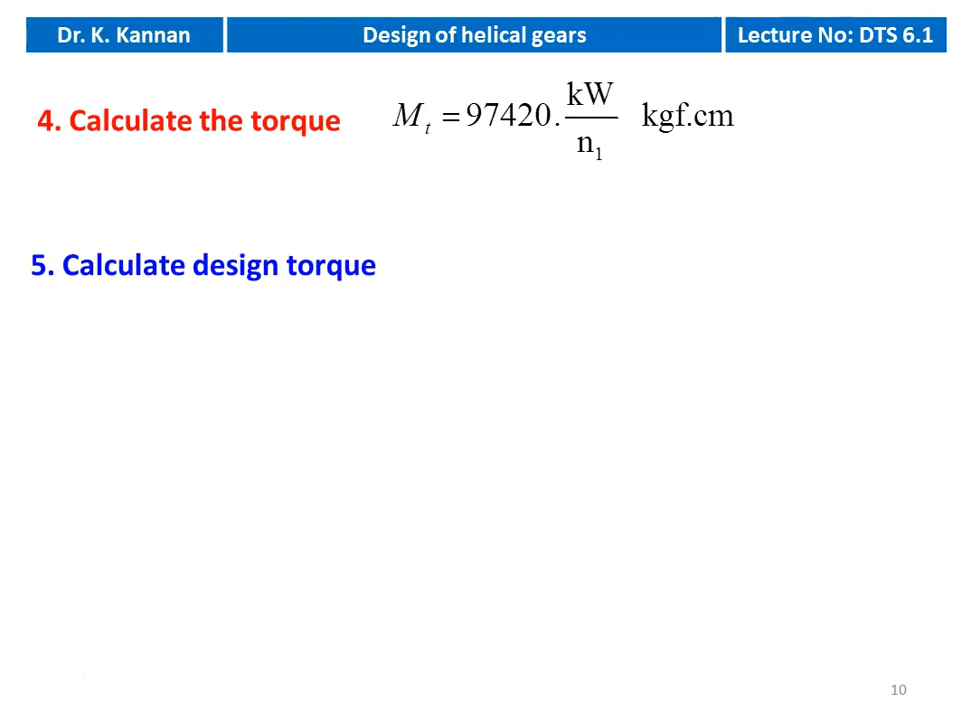 Dr. K. Kannan
Design of helical gears
Lecture No: DTS 6.1
4. Calculate the torque
M_t = 97420 . kW/n_1 kgf.cm
5. Calculate design torque
10